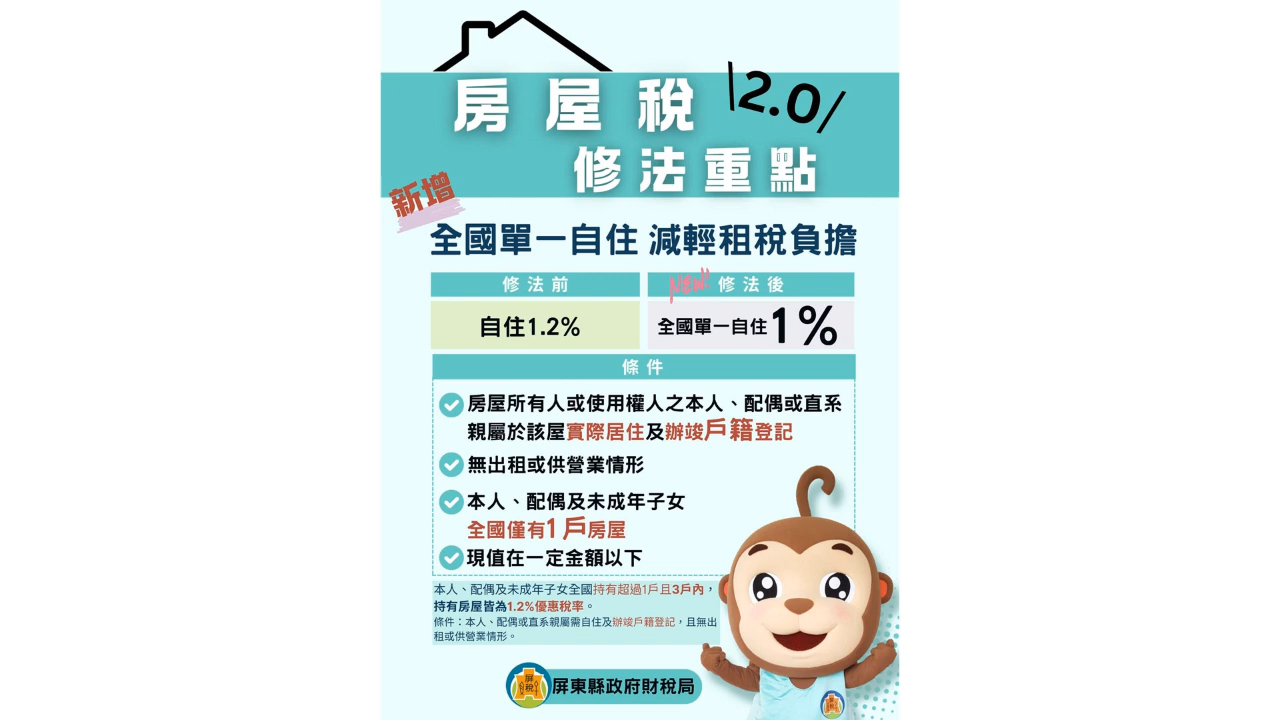 房屋稅 2.0
修法重點
新增
全國單一自住 減輕租稅負擔
修法前
NEW!! 修法後
自住1.2%
全國單一自住1%
條件
房屋所有人或使用權人之本人、配偶或直系
親屬於該屋實際居住及辦竣戶籍登記
無出租或供營業情形
本人、配偶及未成年子女
全國僅有1戶房屋
現值在一定金額以下
本人、配偶及未成年子女全國持有超過1戶且3戶內，
持有房屋皆為1.2%優惠稅率。
條件：本人、配偶或直系親屬需自住及辦竣戶籍登記，且無出
租或供營業情形。
屏東縣政府財稅局